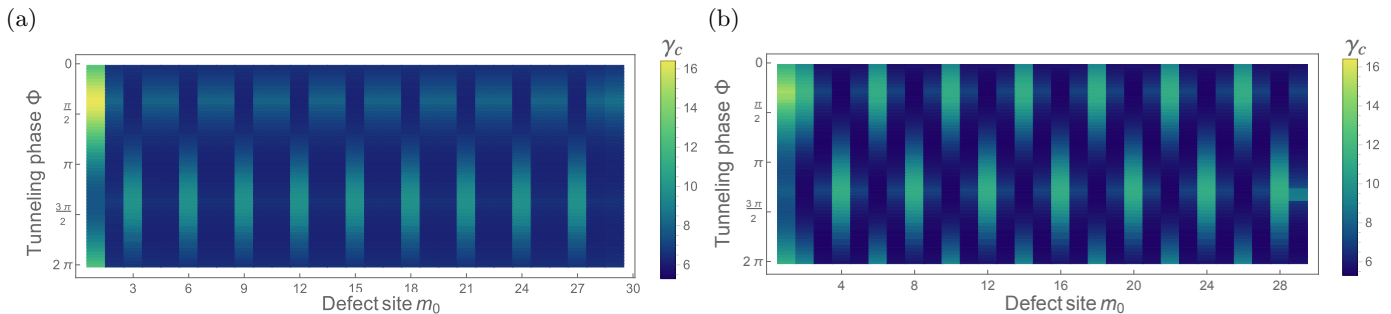 (a)
(b)
γc
16
14
12
10
8
6
Tunneling phase Φ
0
π/2
π
3π/2
2π
3 6 9 12 15 18 21 24 27 30
Defect site m0
γc
16
14
12
10
8
6
Tunneling phase Φ
0
π/2
π
3π/2
2π
4 8 12 16 20 24 28
Defect site m0